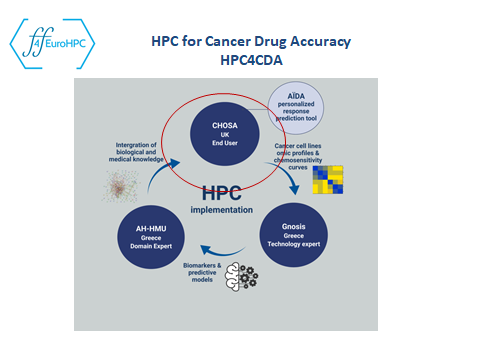 ff4EuroHPC
HPC for Cancer Drug Accuracy
HPC4CDA
AÏDA
personalized
response
prediction tool
CHOSA
UK
End User
Intergration of
biological and
medical knowledge
Cancer cell lines
omic profiles &
chemosensitivity
curves
HPC
implementation
AH-HMU
Greece
Domain Expert
Gnosis
Greece
Technology expert
Biomarkers &
predictive
models